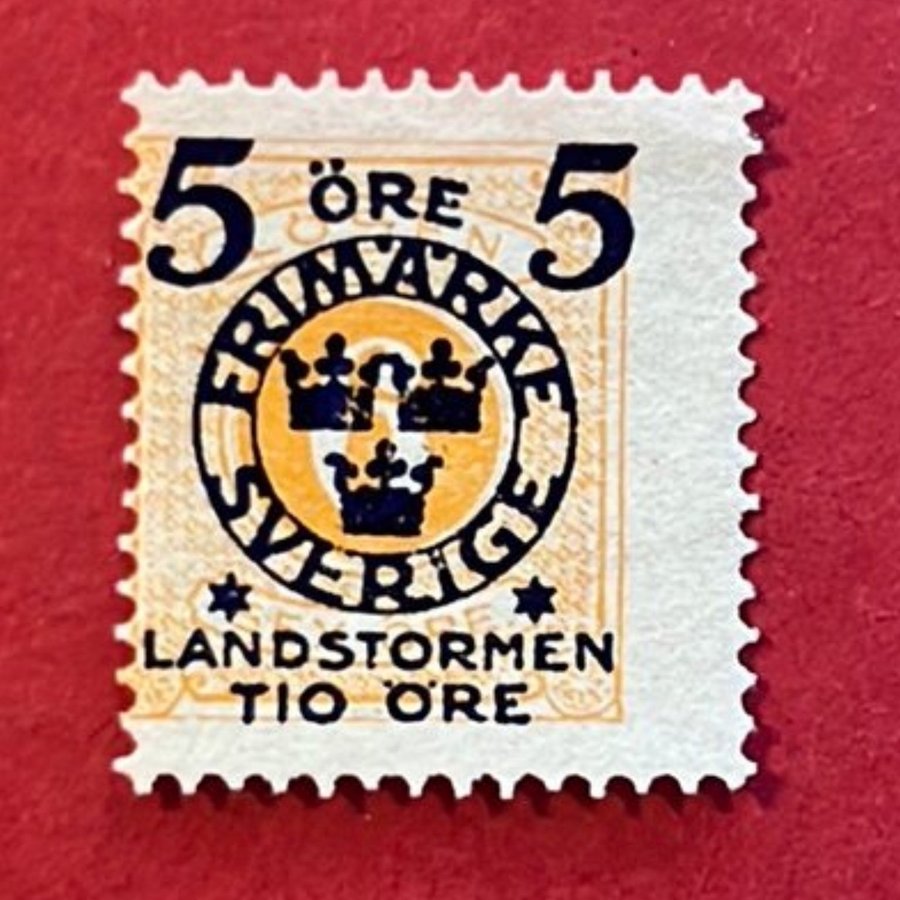 5 ÖRE 5
FRIMÄRKE
SVERIGE
LANDSTORMEN
TIO ÖRE